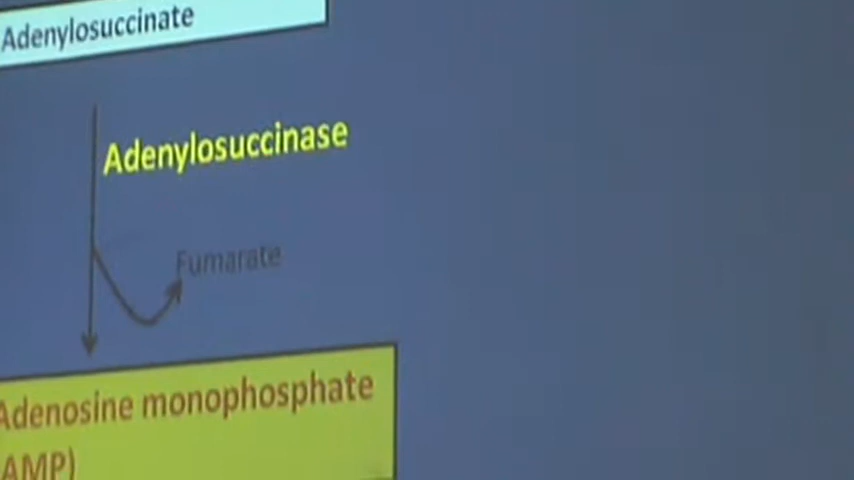 Adenylosuccinate
Adenylosuccinase
Fumarate
Adenosine monophosphate
AMP)